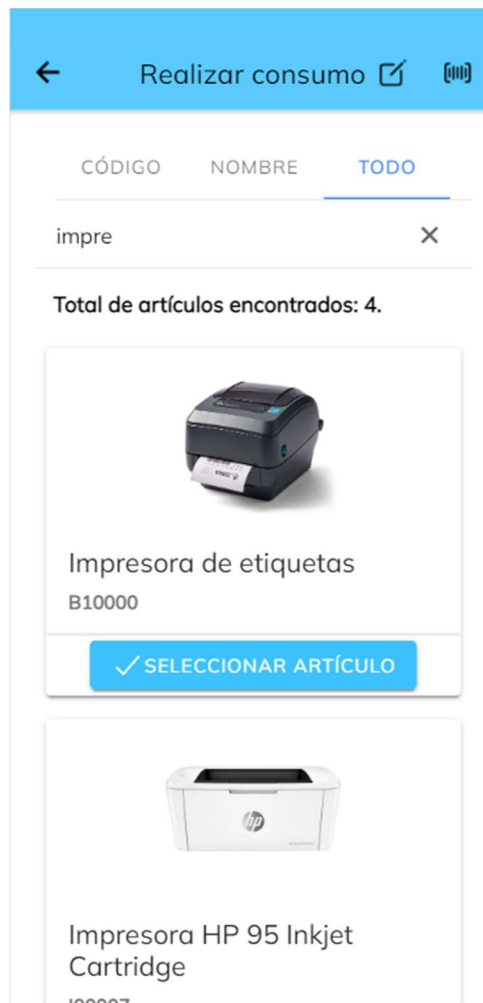 Realizar consumo
CÓDIGO NOMBRE TODO
impre
Total de artículos encontrados: 4.
Impresora de etiquetas
B10000
SELECCIONAR ARTÍCULO
hp
Impresora HP 95 Inkjet
Cartridge